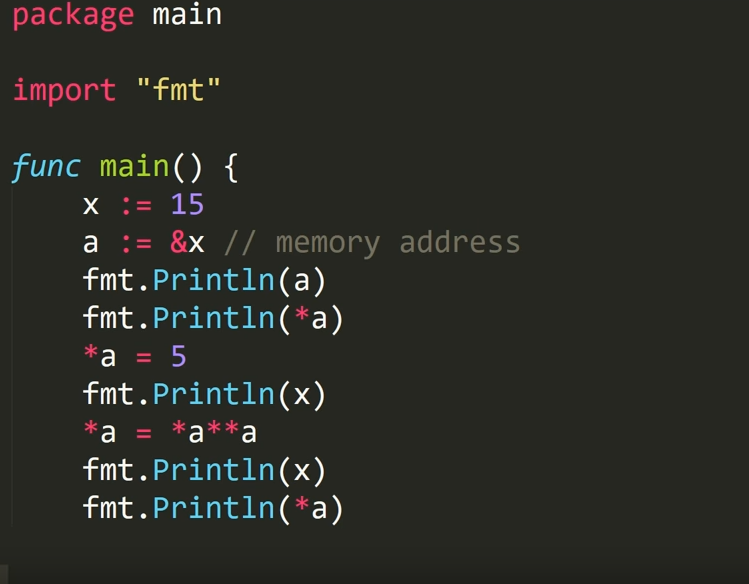 package main
import "fmt"
func main() {
x := 15
a := &x // memory address
fmt.Println(a)
fmt.Println(*a)
*a = 5
fmt.Println(x)
*a = *a**a
fmt.Println(x)
fmt.Println(*a)